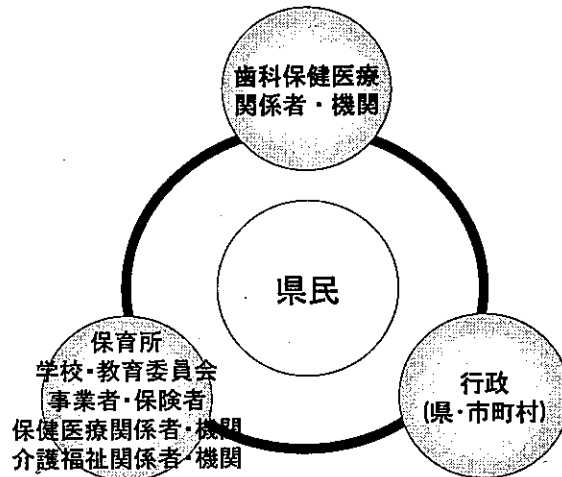 歯科保健医療
関係者・機関
県民
保育所
学校・教育委員会
事業者・保険者
保健医療関係者・機関
介護福祉関係者・機関
行政
(県・市町村)